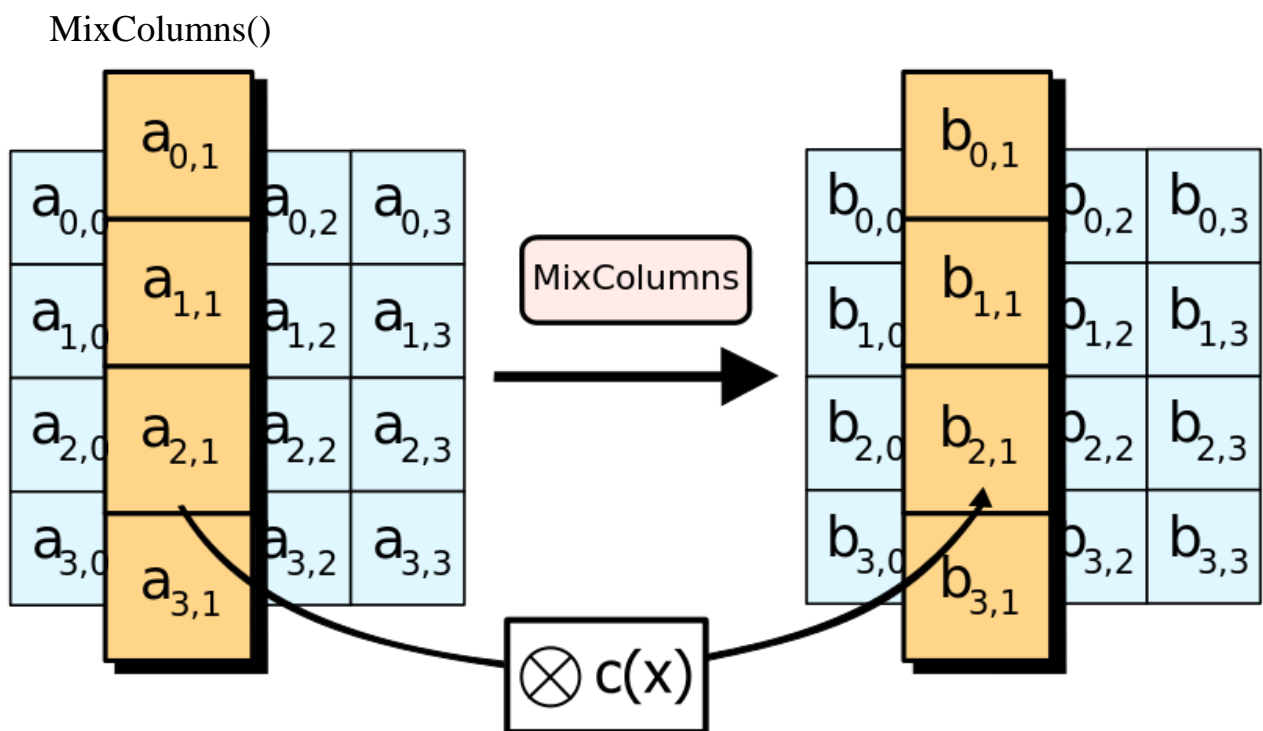 MixColumns()
a0,1
a0,0 a0,2 a0,3
a1,1
a1,0 a1,2 a1,3
a2,1
a2,0 a2,2 a2,3
a3,1
a3,0 a3,2 a3,3
MixColumns
b0,1
b0,0 b0,2 b0,3
b1,1
b1,0 b1,2 b1,3
b2,1
b2,0 b2,2 b2,3
b3,1
b3,0 b3,2 b3,3
⊗ c(x)